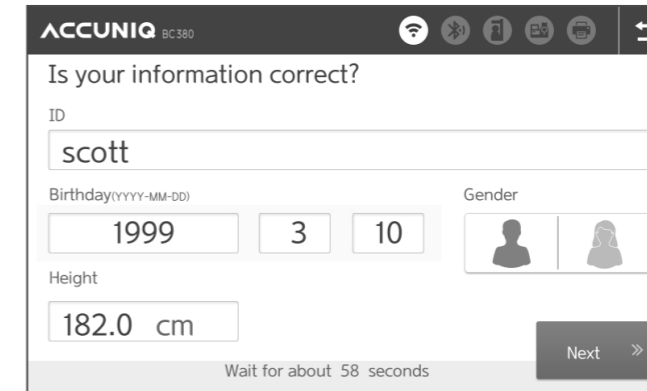 ACCUNIQ BC380
Is your information correct?
ID
scott
Birthday(YYYY-MM-DD) Gender
1999 3 10
Height
182.0 cm
Next
Wait for about 58 seconds